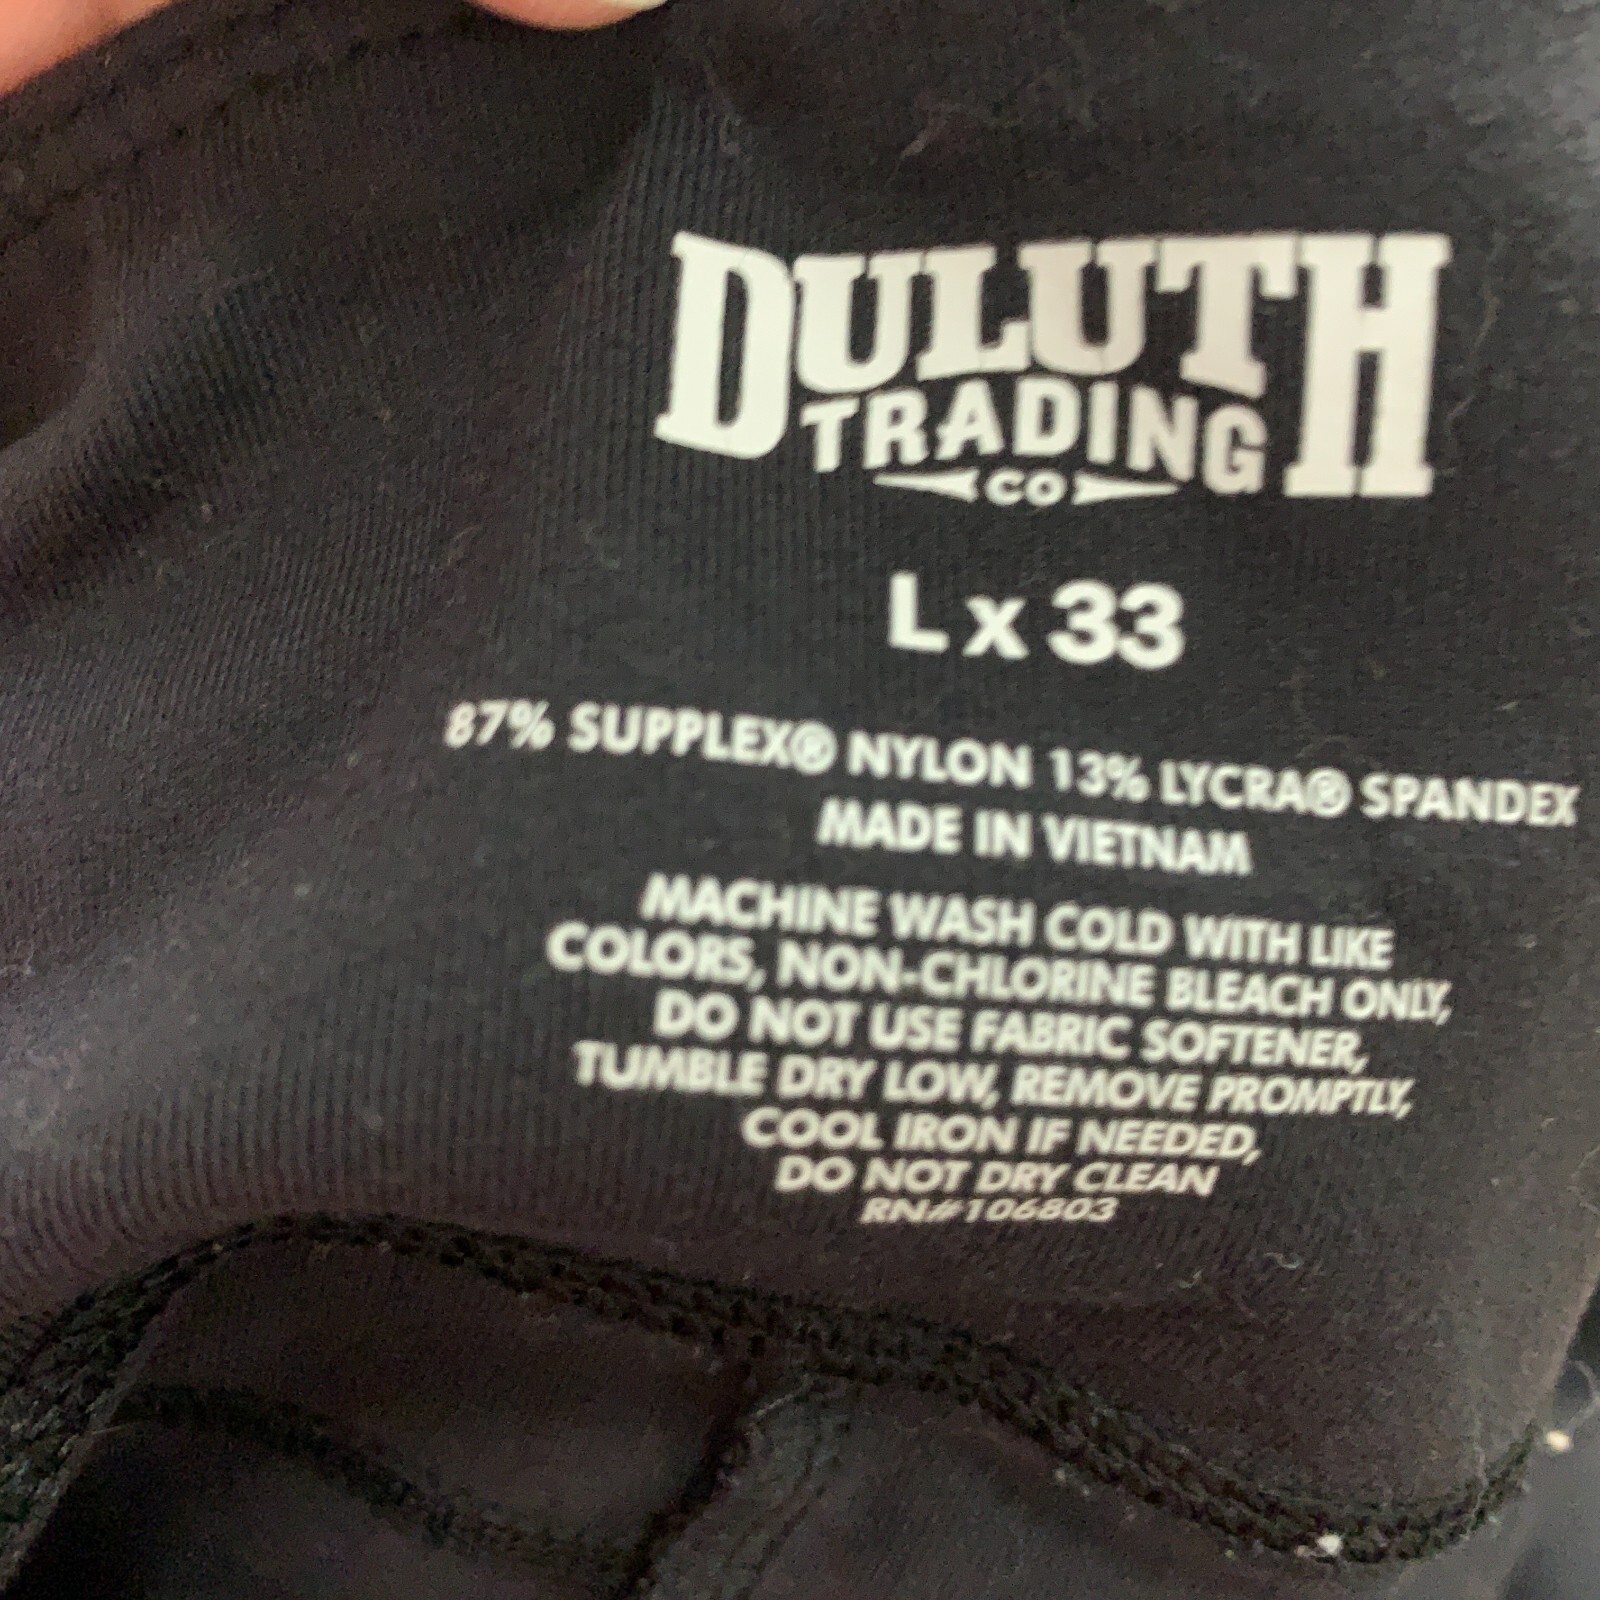 DULUTH
TRADING
CO
L x 33
87% SUPPLEX® NYLON 13% LYCRA® SPANDEX
MADE IN VIETNAM
MACHINE WASH COLD WITH LIKE
COLORS, NON-CHLORINE BLEACH ONLY,
DO NOT USE FABRIC SOFTENER,
TUMBLE DRY LOW, REMOVE PROMPTLY,
COOL IRON IF NEEDED,
DO NOT DRY CLEAN
RN#106803